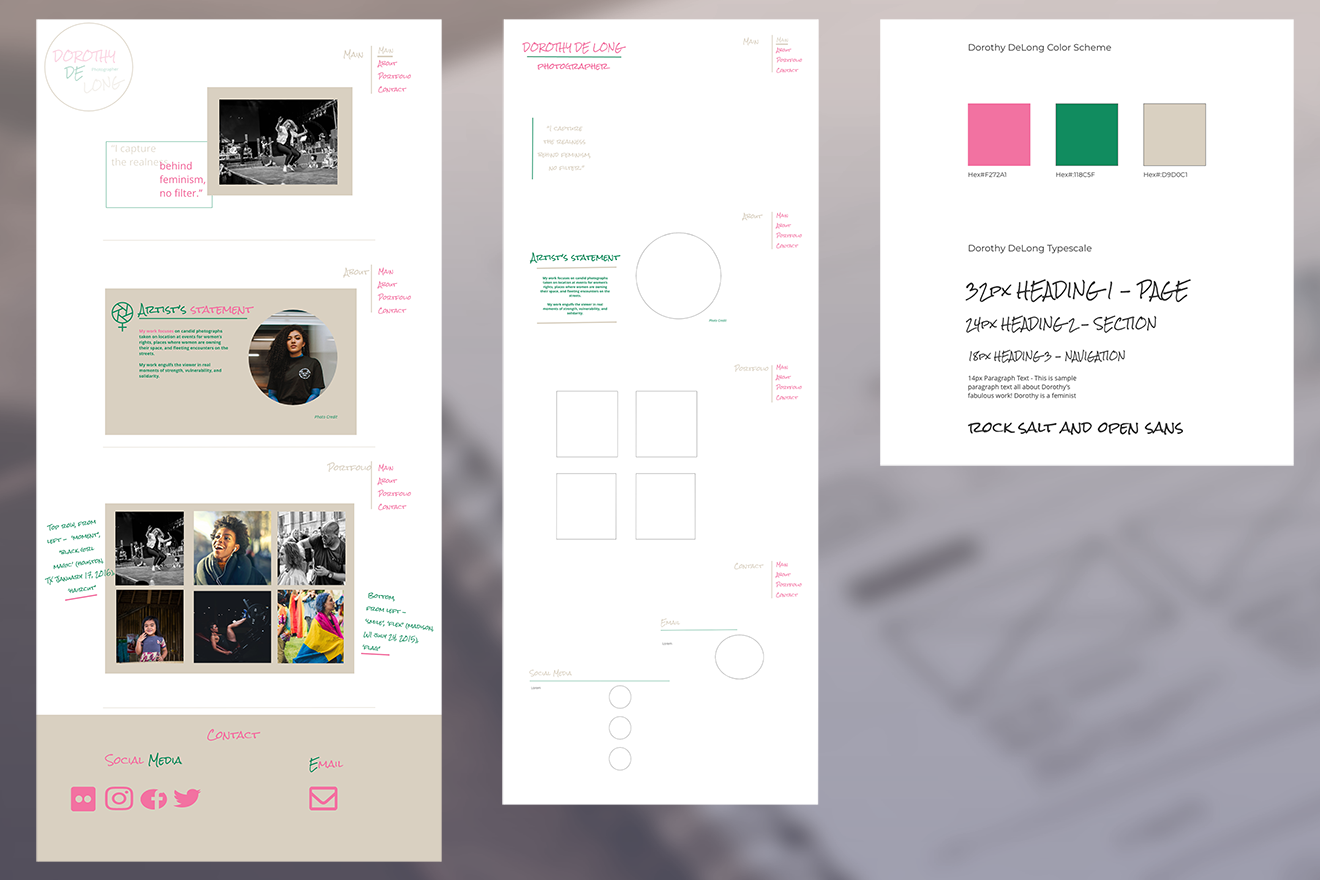 DOROTHY
DE
photographer
LONG
Main
Main
About
Portfolio
Contact
"I capture
the realness
behind
feminism,
no filter."
About
Main
About
Portfolio
Contact
Artist's statement
My work focuses on candid photographs
taken on location at events for women's
rights, places where women are owning
their space, and fleeting encounters on the
streets.
My work engulfs the viewer in real
moments of strength, vulnerability, and
solidarity.
Photo Credit
Portfolio
Main
About
Portfolio
Contact
Top row, from
left – "Moment",
"Black girl
magic" (Houston,
TX January 17, 2016),
"Haircut"
Bottom,
from left –
"Smile", "Flex" (Madison,
WI July 28, 2015),
"Flag"
Contact
Social Media
Email
DOROTHY DE LONG
photographer
Main
Main
About
Portfolio
Contact
"I capture
the realness
behind feminism,
no filter."
About
Main
About
Portfolio
Contact
Artist's statement
My work focuses on candid photographs
taken on location at events for women's
rights, places where women are owning
their space, and fleeting encounters on the
streets.
My work engulfs the viewer in real
moments of strength, vulnerability, and
solidarity.
Photo Credit
Portfolio
Main
About
Portfolio
Contact
Contact
Main
About
Portfolio
Contact
Email
Social Media
Dorothy DeLong Color Scheme
Hex#F272A1
Hex#:118C5F
Hex#:D9D0C1
Dorothy DeLong Typescale
32px HEADING 1 – PAGE
24px HEADING 2 – SECTION
18px HEADING 3 – NAVIGATION
14px Paragraph Text - This is sample
paragraph text all about Dorothy's
fabulous work! Dorothy is a feminist
ROCK SALT AND OPEN SANS